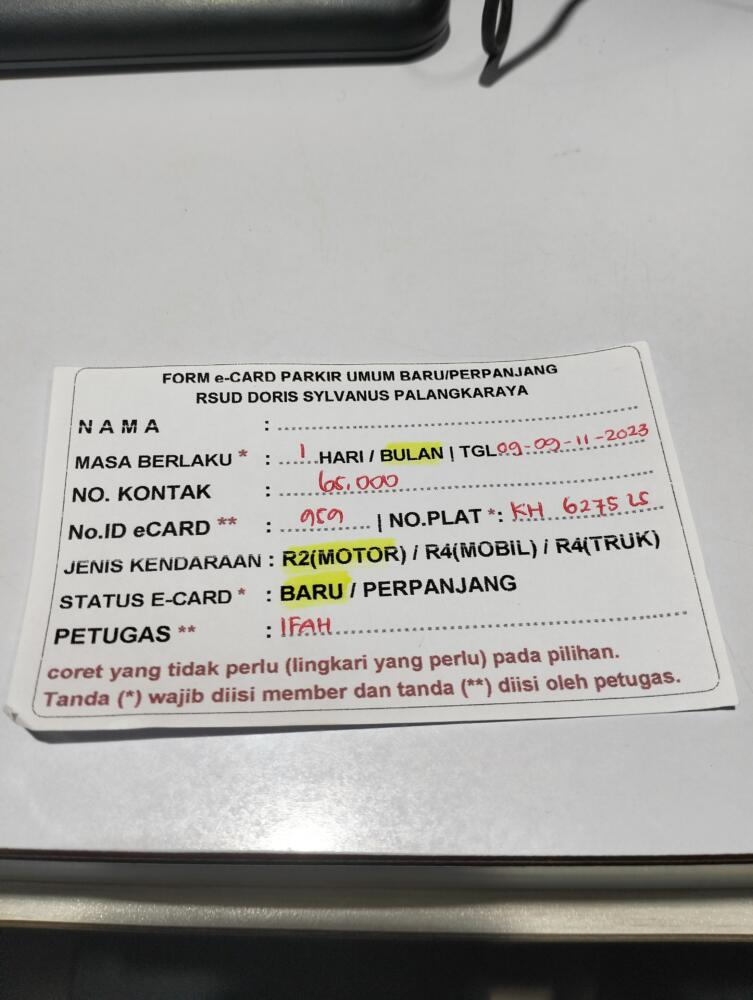 FORM e-CARD PARKIR UMUM BARU/PERPANJANG
RSUD DORIS SYLVANUS PALANGKARAYA
NAMA :
MASA BERLAKU * : 1 HARI / BULAN | TGL 09-09-11-2023
NO. KONTAK : 65.000
No.ID eCARD ** : 959 | NO.PLAT *: KH 6275
JENIS KENDARAAN : R2(MOTOR) / R4(MOBIL) / R4(TRUK)
STATUS E-CARD * : BARU / PERPANJANG
PETUGAS ** : IFAH
coret yang tidak perlu (lingkari yang perlu) pada pilihan.
Tanda (*) wajib diisi member dan tanda (**) diisi oleh petugas.